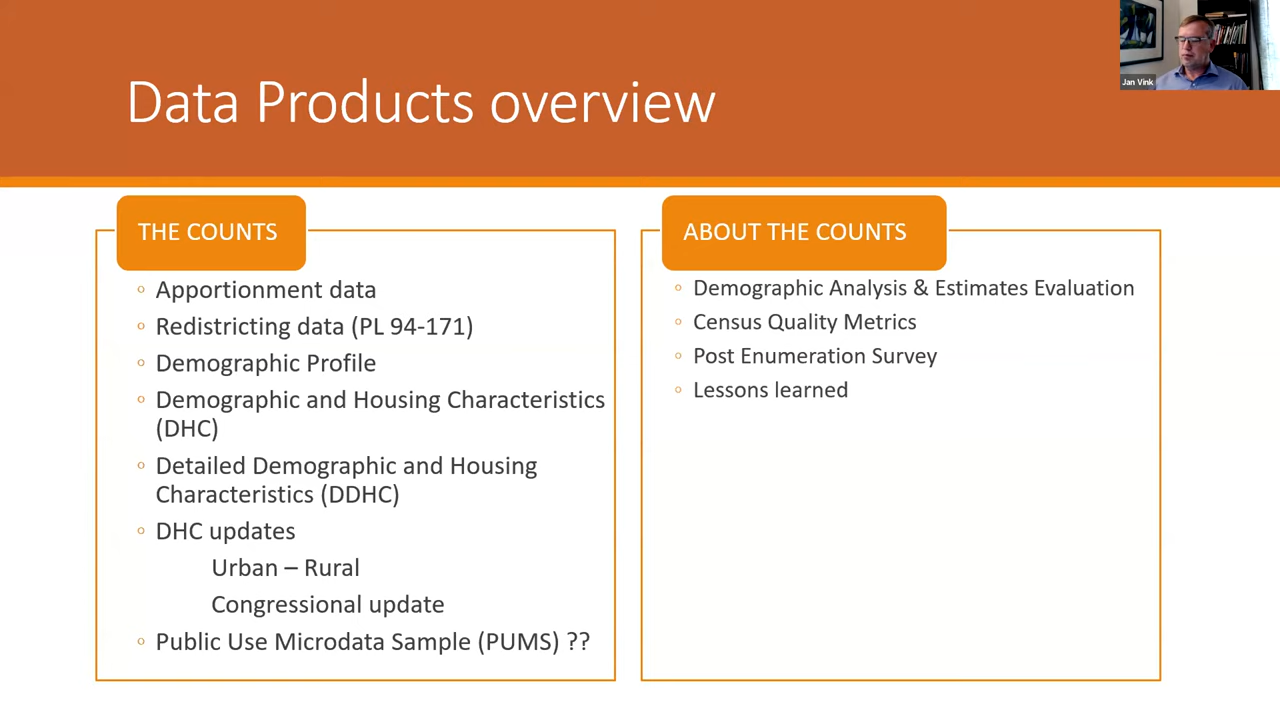 Data Products overview
Jan Vink
THE COUNTS
◦ Apportionment data
◦ Redistricting data (PL 94-171)
◦ Demographic Profile
◦ Demographic and Housing Characteristics
(DHC)
◦ Detailed Demographic and Housing
Characteristics (DDHC)
◦ DHC updates
Urban – Rural
Congressional update
◦ Public Use Microdata Sample (PUMS) ??
ABOUT THE COUNTS
◦ Demographic Analysis & Estimates Evaluation
◦ Census Quality Metrics
◦ Post Enumeration Survey
◦ Lessons learned